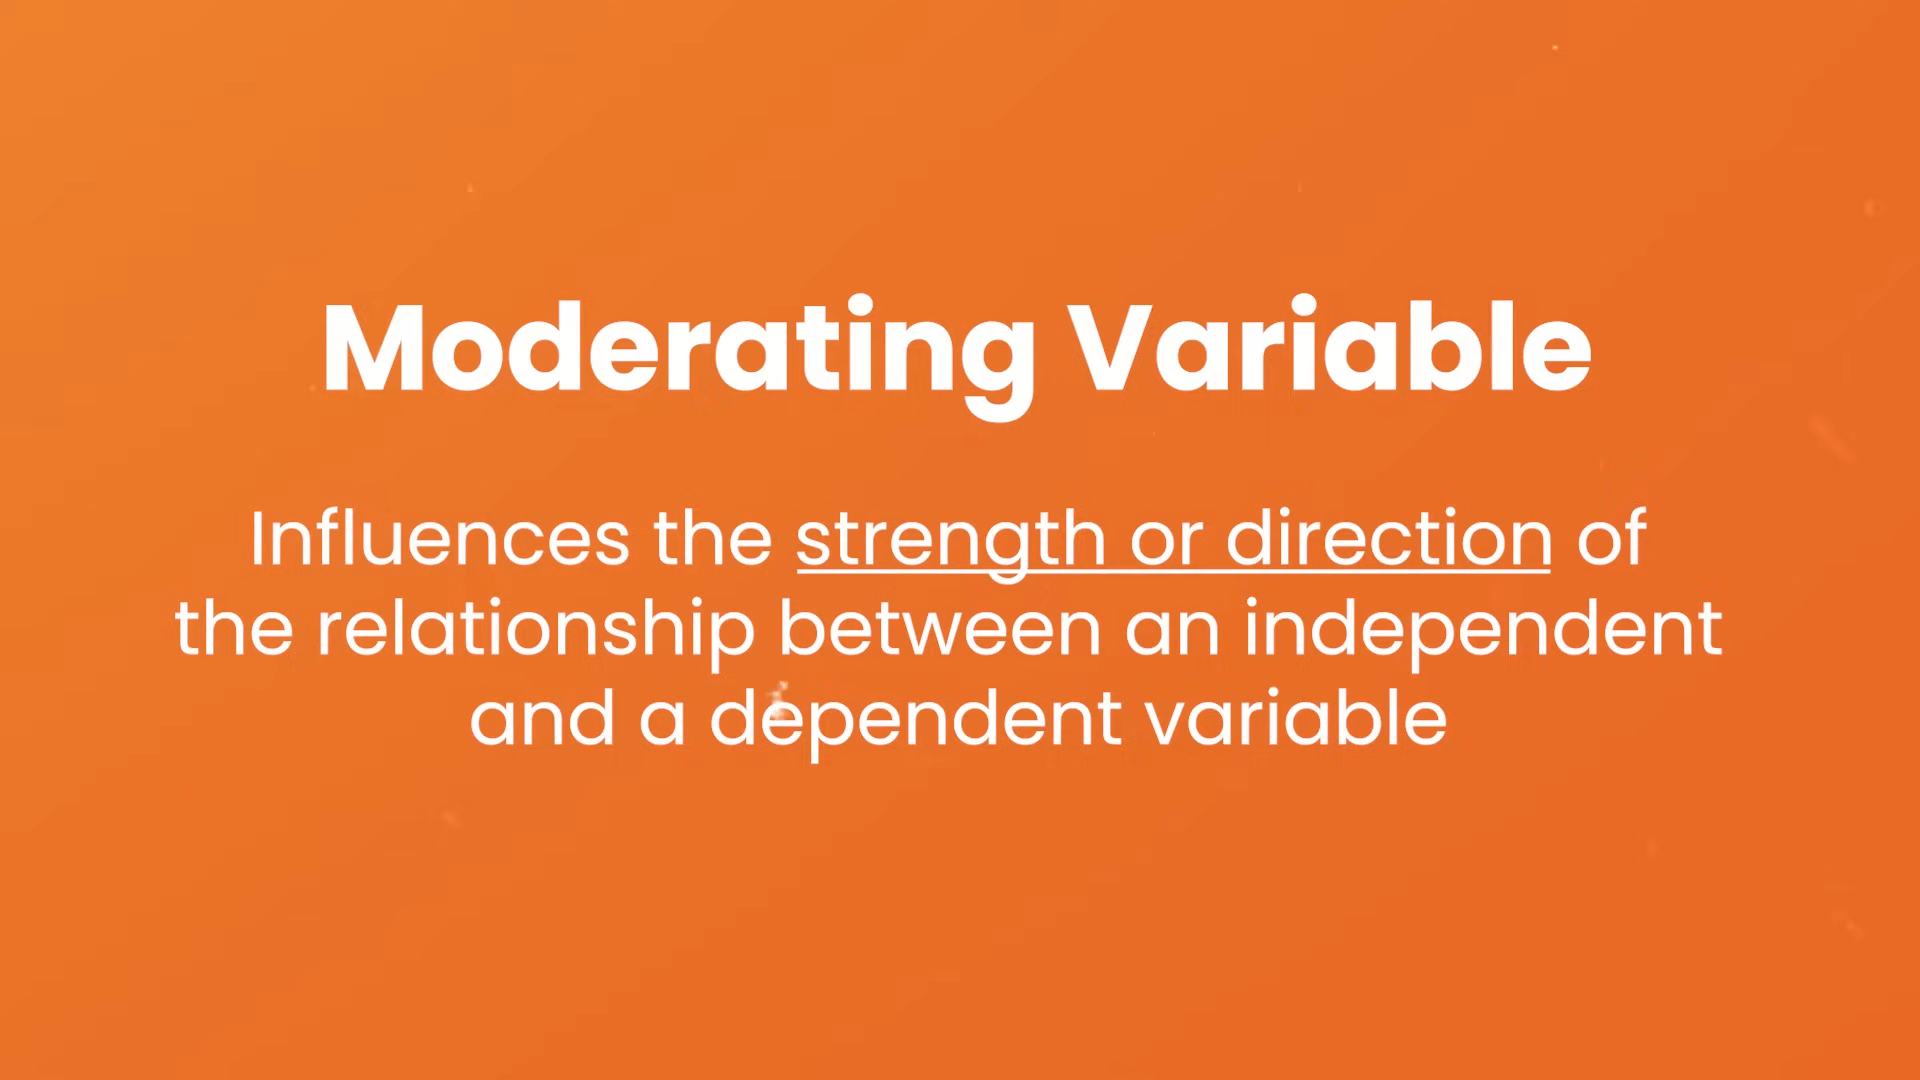 Moderating Variable
Influences the strength or direction of
the relationship between an independent
and a dependent variable